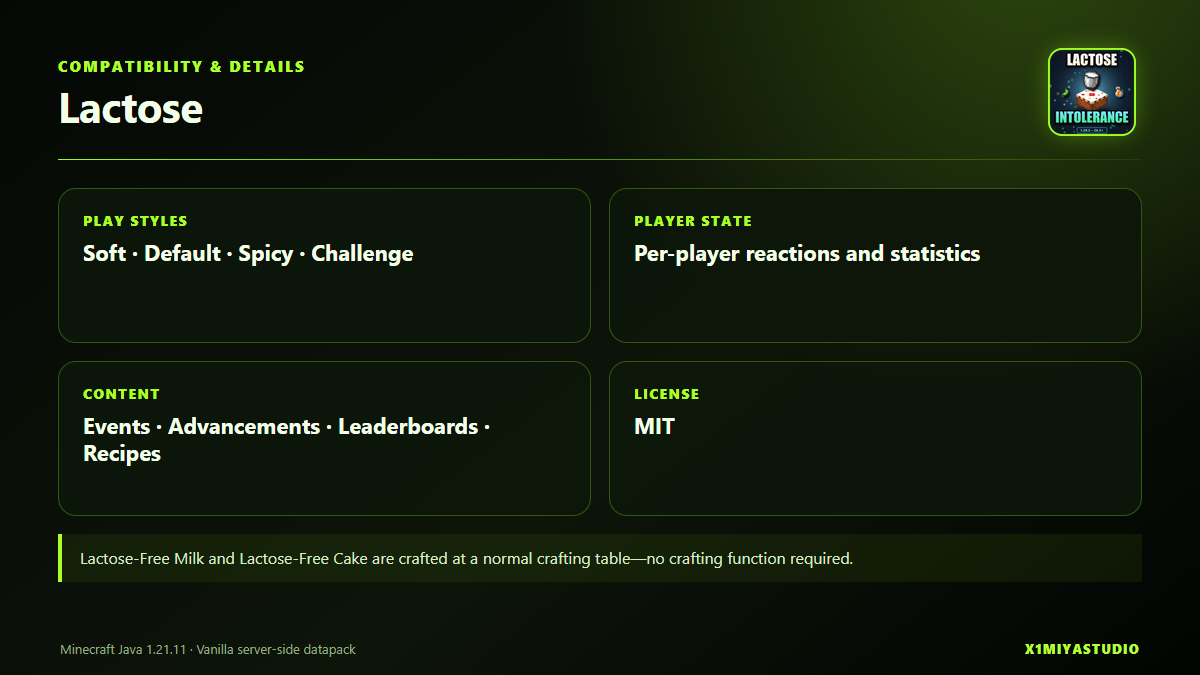 COMPATIBILITY & DETAILS
Lactose
LACTOSE
INTOLERANCE
PLAY STYLES
Soft · Default · Spicy · Challenge
PLAYER STATE
Per-player reactions and statistics
CONTENT
Events · Advancements · Leaderboards ·
Recipes
LICENSE
MIT
Lactose-Free Milk and Lactose-Free Cake are crafted at a normal crafting table—no crafting function required.
Minecraft Java 1.21.11 · Vanilla server-side datapack
X1MIYASTUDIO